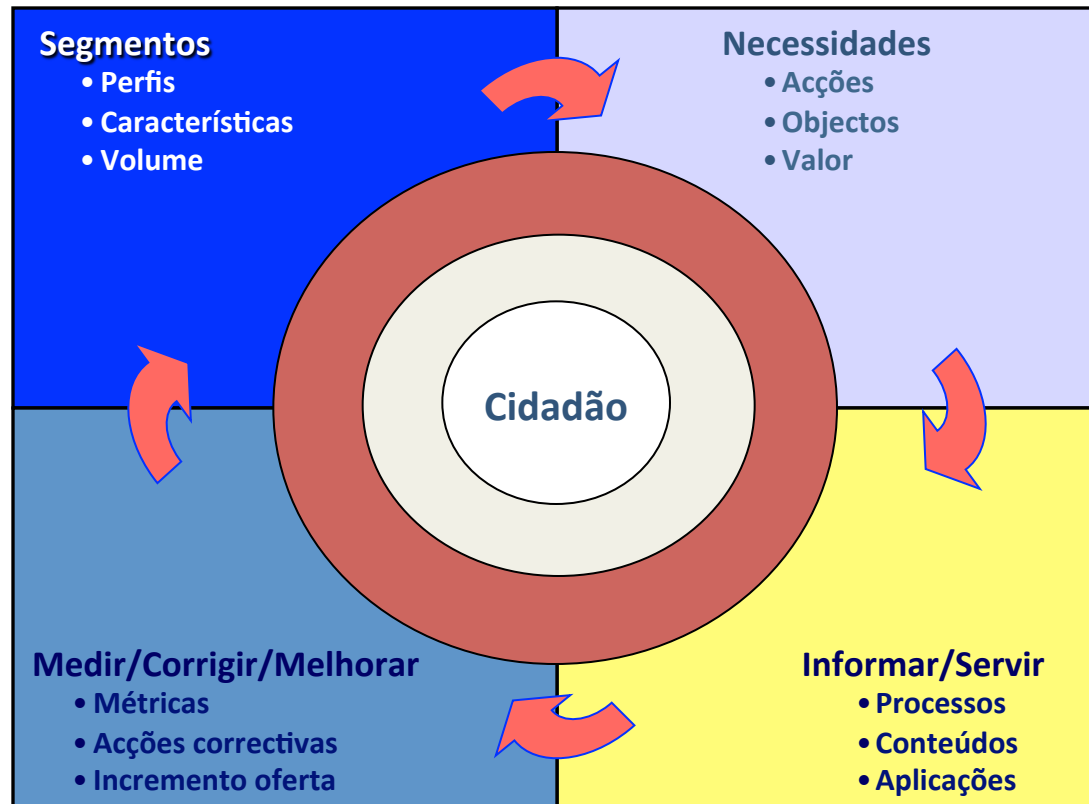 Segmentos
• Perfis
• Características
• Volume
Necessidades
• Acções
• Objectos
• Valor
Cidadão
Medir/Corrigir/Melhorar
• Métricas
• Acções correctivas
• Incremento oferta
Informar/Servir
• Processos
• Conteúdos
• Aplicações